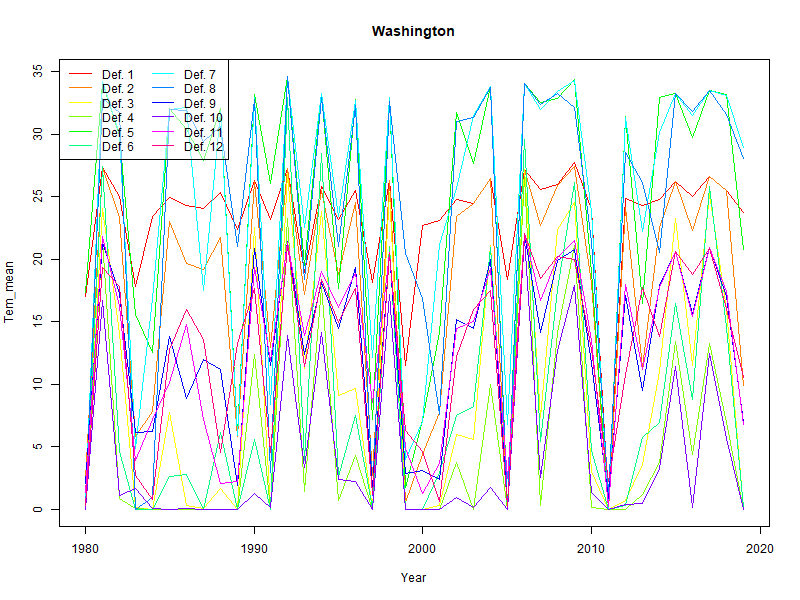 Washington
Def. 1 Def. 7
Def. 2 Def. 8
Def. 3 Def. 9
Def. 4 Def. 10
Def. 5 Def. 11
Def. 6 Def. 12
35
30
25
20
15
10
5
0
Tem_mean
1980 1990 2000 2010 2020
Year